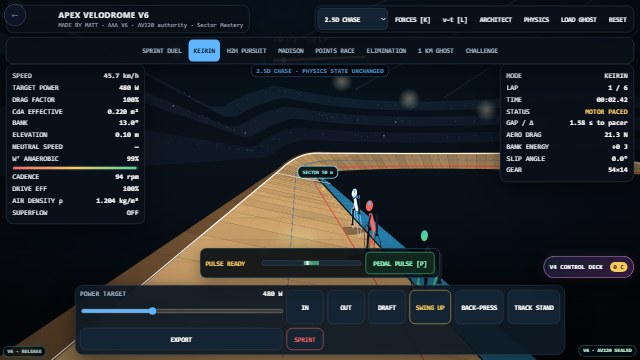 ←
APEX VELODROME V6
MADE BY MATT · AAA V6 · AV120 authority · Sector Mastery
2.5D CHASE
FORCES [K]
v-t [L]
ARCHITECT
PHYSICS
LOAD GHOST
RESET
SPRINT DUEL
KEIRIN
H2H PURSUIT
MADISON
POINTS RACE
ELIMINATION
1 KM GHOST
CHALLENGE
2.5D CHASE · PHYSICS STATE UNCHANGED
SPEED 45.7 km/h
TARGET POWER 480 W
DRAG FACTOR 100%
CdA EFFECTIVE 0.220 m²
BANK 13.0°
ELEVATION 0.10 m
NEUTRAL SPEED —
W' ANAEROBIC 99%
CADENCE 94 rpm
DRIVE EFF 100%
AIR DENSITY ρ 1.204 kg/m³
SUPERFLOW OFF
MODE KEIRIN
LAP 1 / 6
TIME 00:02.42
STATUS MOTOR PACED
GAP / Δ 1.58 s to pacer
AERO DRAG 21.3 N
BANK ENERGY +0 J
SLIP ANGLE 0.0°
GEAR 54×14
SECTOR 50 m
PULSE READY
PEDAL PULSE [P]
V4 CONTROL DECK 0 C
POWER TARGET 480 W
IN
OUT
DRAFT
SWING UP
BACK-PRESS
TRACK STAND
EXPORT
SPRINT
V6 · RELEASE
V6 · AV120 SEALED